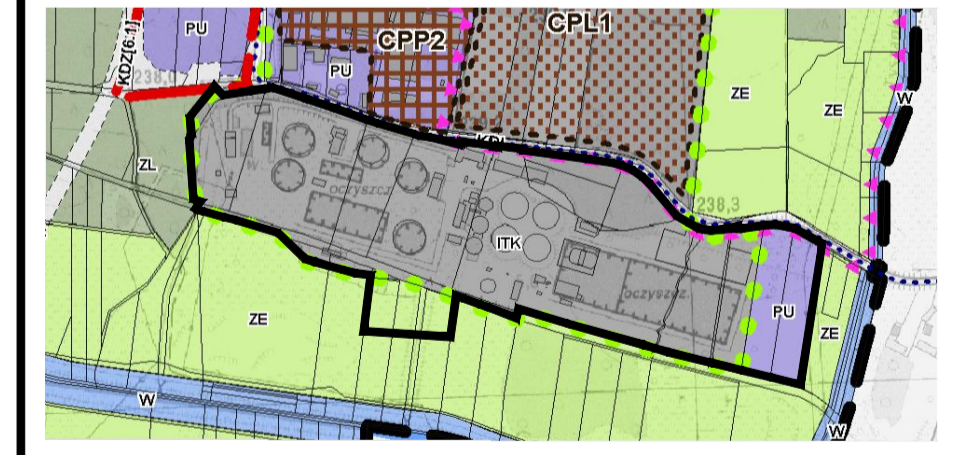 PU
CPP2
CPL1
KDZ[6.1]
238,0
PU
ZE
ZE
W
ZL
W
oczyszcz
238,3
ITK
oczyszcz.
PU
ZE
ZE
W
W